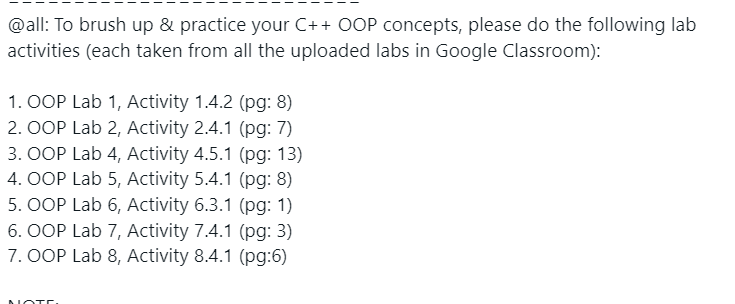 @all: To brush up & practice your C++ OOP concepts, please do the following lab
activities (each taken from all the uploaded labs in Google Classroom):
1. OOP Lab 1, Activity 1.4.2 (pg: 8)
2. OOP Lab 2, Activity 2.4.1 (pg: 7)
3. OOP Lab 4, Activity 4.5.1 (pg: 13)
4. OOP Lab 5, Activity 5.4.1 (pg: 8)
5. OOP Lab 6, Activity 6.3.1 (pg: 1)
6. OOP Lab 7, Activity 7.4.1 (pg: 3)
7. OOP Lab 8, Activity 8.4.1 (pg:6)
NOTE: